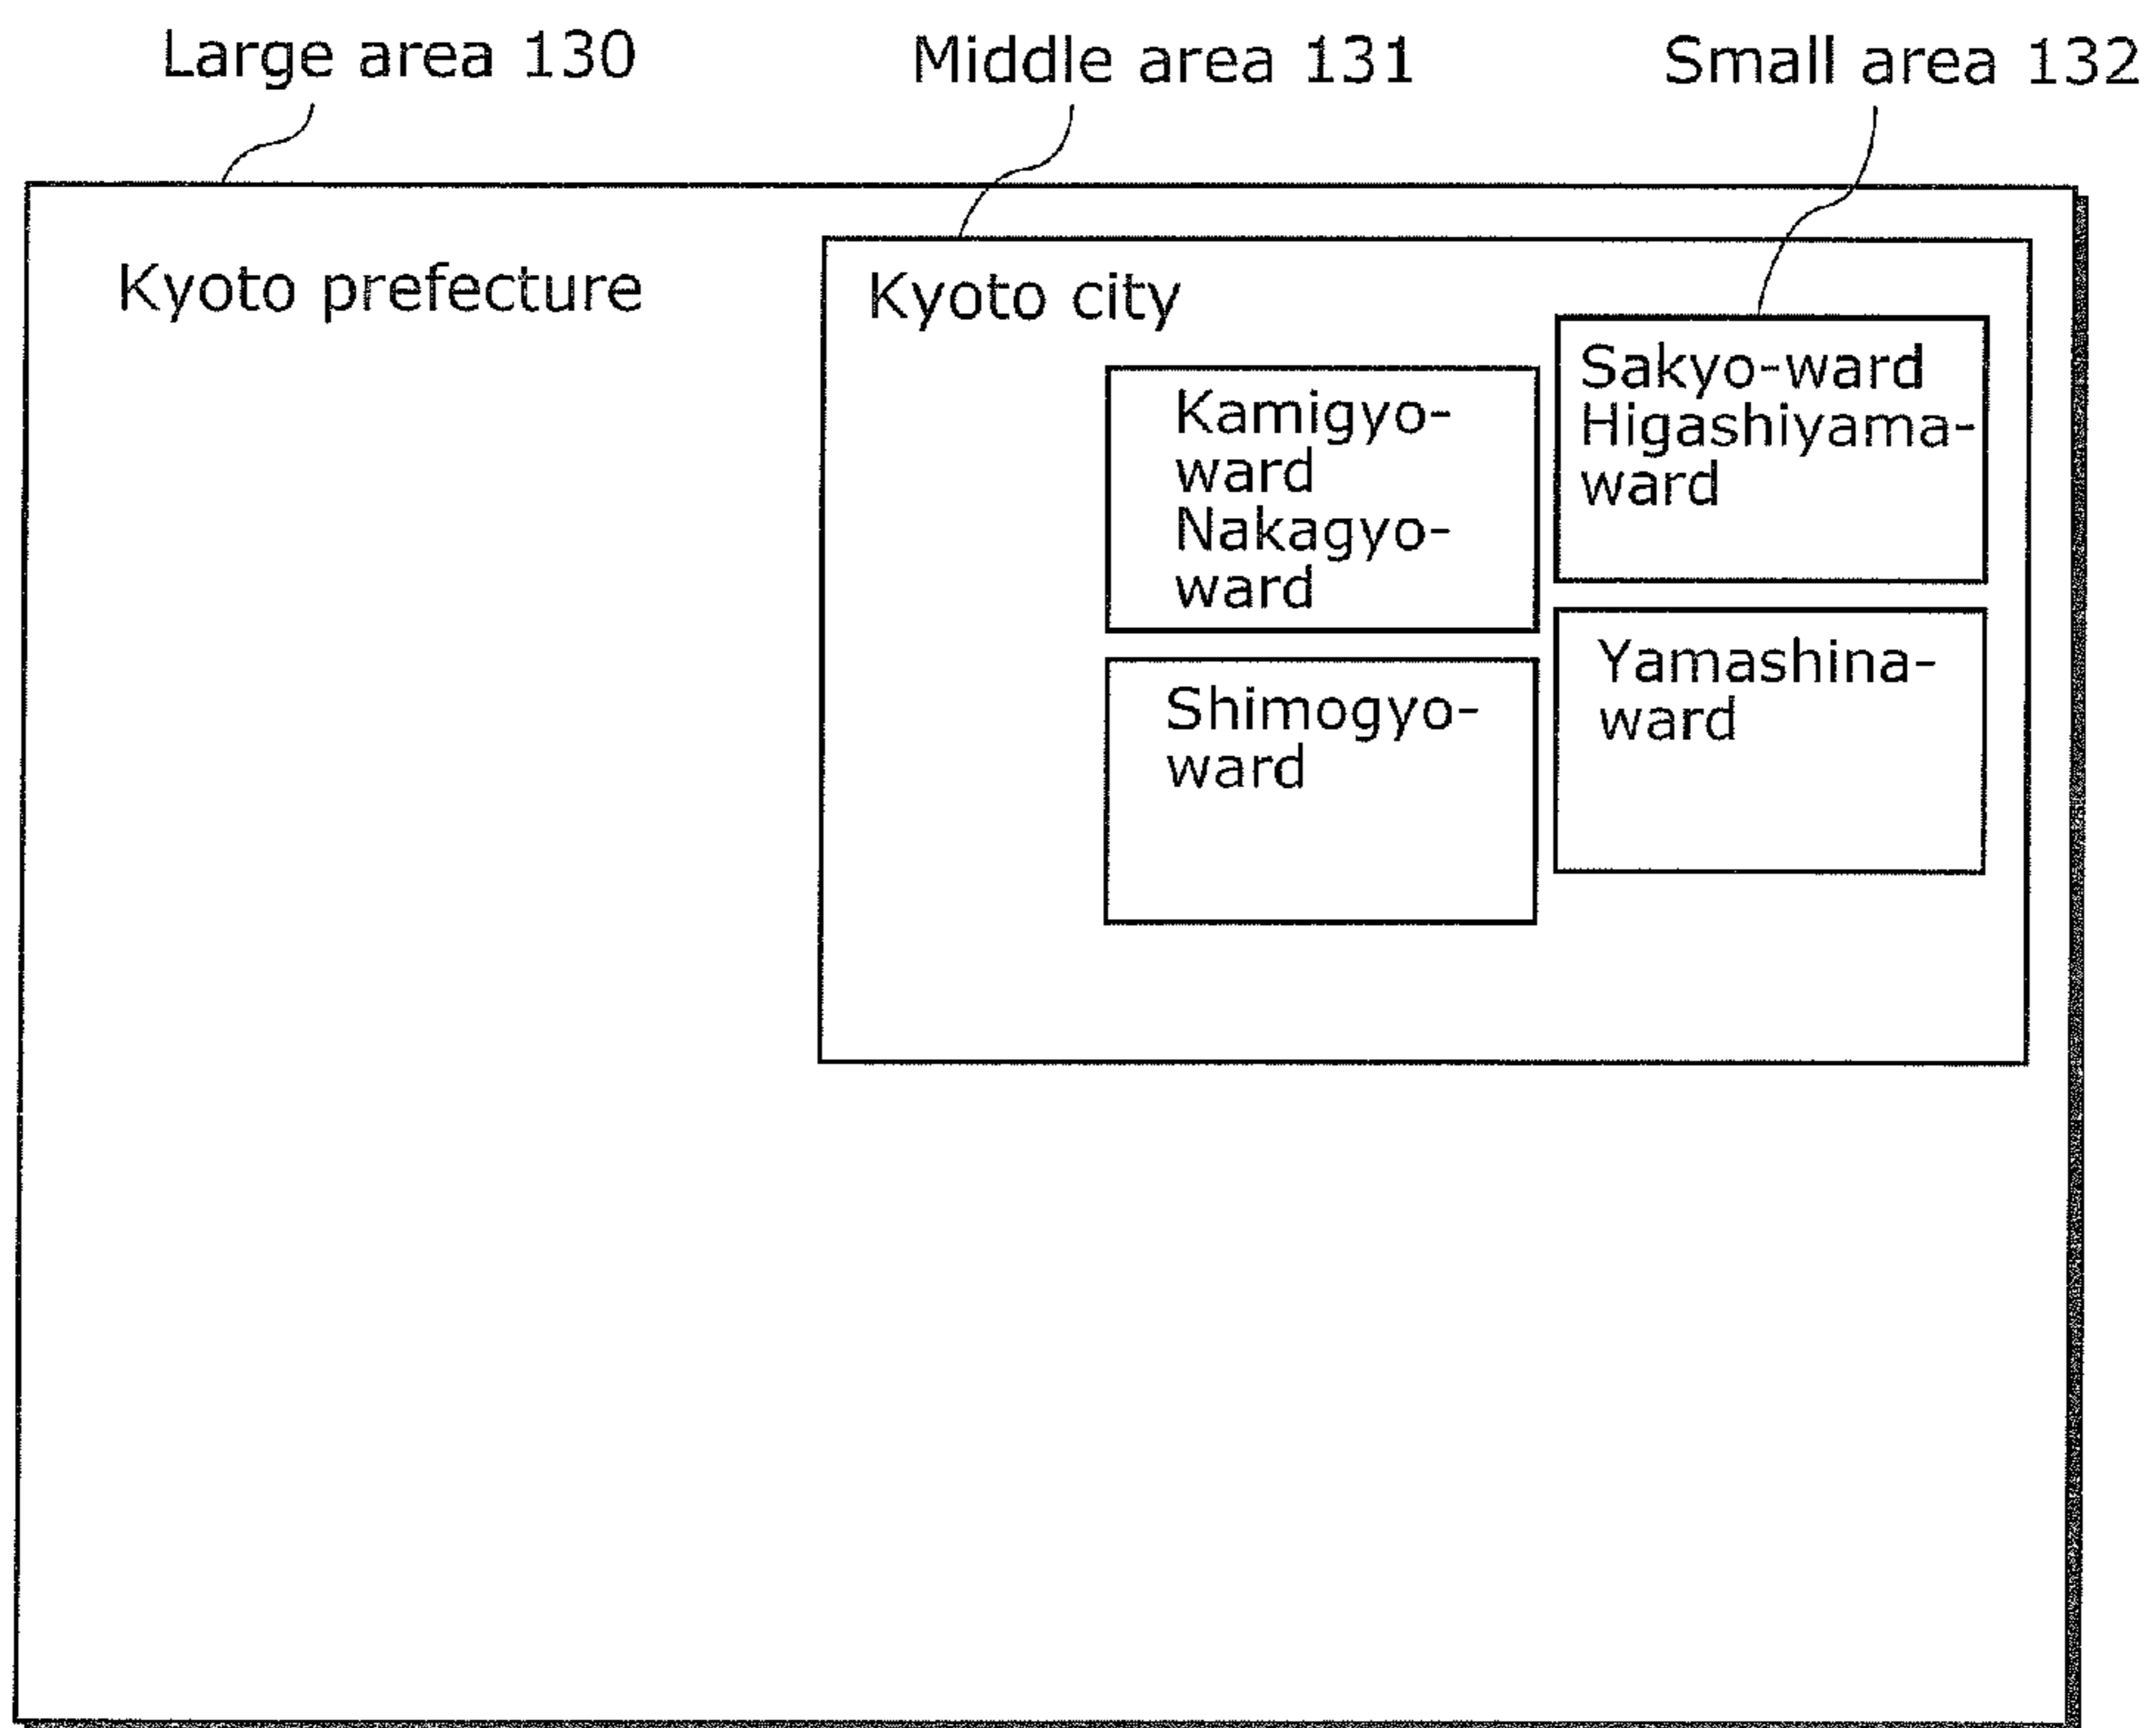 Large area 130
Middle area 131
Small area 132
Kyoto prefecture
Kyoto city
Kamigyo-
ward
Nakagyo-
ward
Sakyo-ward
Higashiyama-
ward
Shimogyo-
ward
Yamashina-
ward